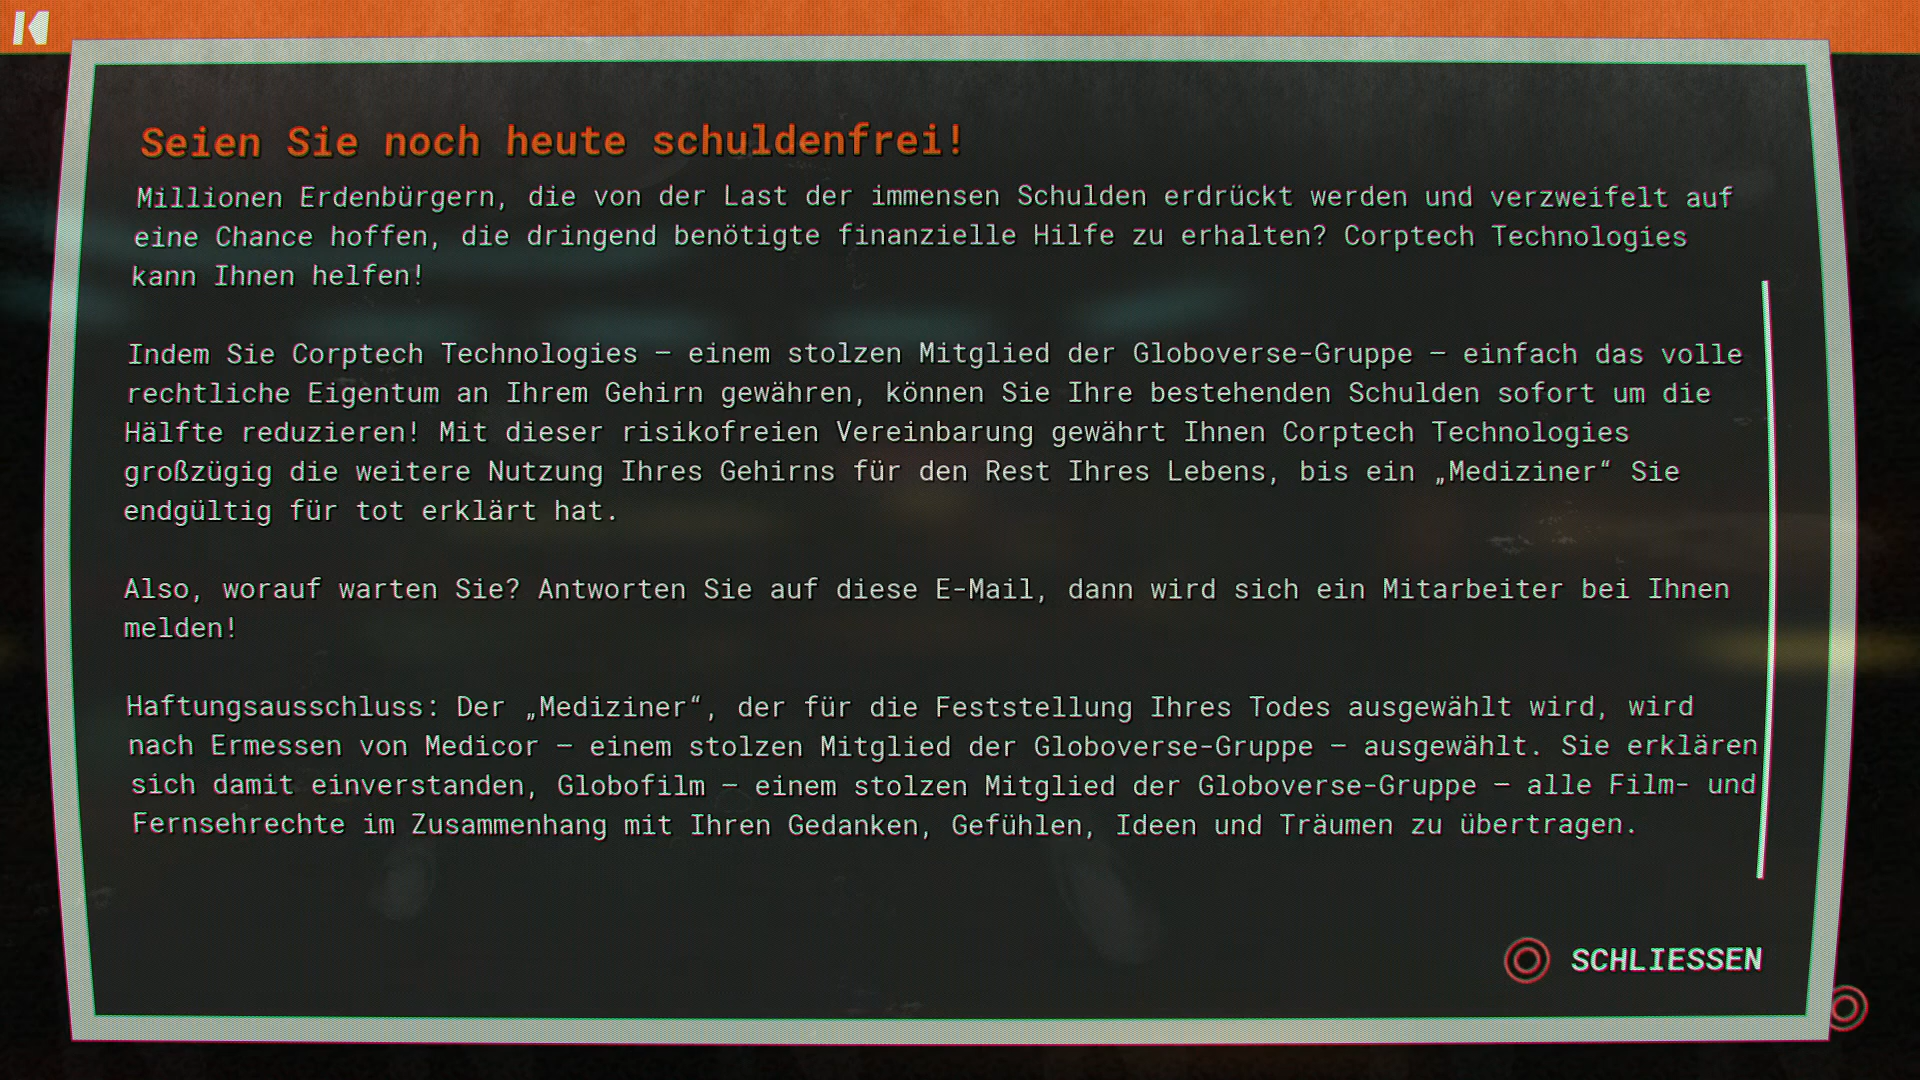 Seien Sie noch heute schuldenfrei!
Millionen Erdenbürgern, die von der Last der immensen Schulden erdrückt werden und verzweifelt auf
eine Chance hoffen, die dringend benötigte finanzielle Hilfe zu erhalten? Corptech Technologies
kann Ihnen helfen!
Indem Sie Corptech Technologies – einem stolzen Mitglied der Globoverse-Gruppe – einfach das volle
rechtliche Eigentum an Ihrem Gehirn gewähren, können Sie Ihre bestehenden Schulden sofort um die
Hälfte reduzieren! Mit dieser risikofreien Vereinbarung gewährt Ihnen Corptech Technologies
großzügig die weitere Nutzung Ihres Gehirns für den Rest Ihres Lebens, bis ein „Mediziner“ Sie
endgültig für tot erklärt hat.
Also, worauf warten Sie? Antworten Sie auf diese E-Mail, dann wird sich ein Mitarbeiter bei Ihnen
melden!
Haftungsausschluss: Der „Mediziner“, der für die Feststellung Ihres Todes ausgewählt wird, wird
nach Ermessen von Medicor – einem stolzen Mitglied der Globoverse-Gruppe – ausgewählt. Sie erklären
sich damit einverstanden, Globofilm – einem stolzen Mitglied der Globoverse-Gruppe – alle Film- und
Fernsehrechte im Zusammenhang mit Ihren Gedanken, Gefühlen, Ideen und Träumen zu übertragen.
SCHLIESSEN